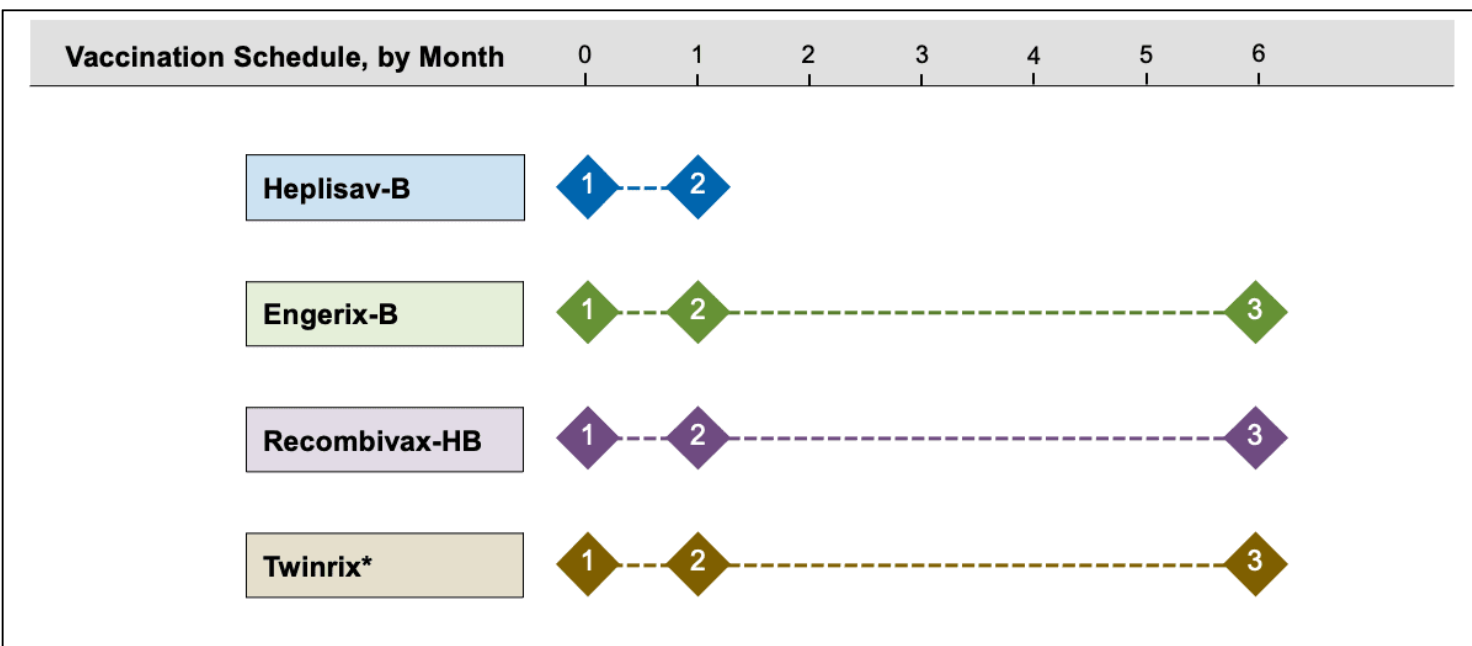 Vaccination Schedule, by Month 0 1 2 3 4 5 6
Heplisav-B 1 2
Engerix-B 1 2 3
Recombivax-HB 1 2 3
Twinrix* 1 2 3